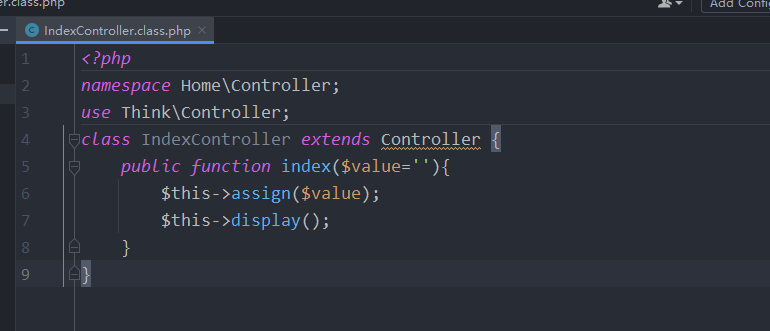 er.class.php
Add Confi
IndexController.class.php
1 <?php
2 namespace Home\Controller;
3 use Think\Controller;
4 class IndexController extends Controller {
5 public function index($value=''){
6 $this->assign($value);
7 $this->display();
8 }
9 }